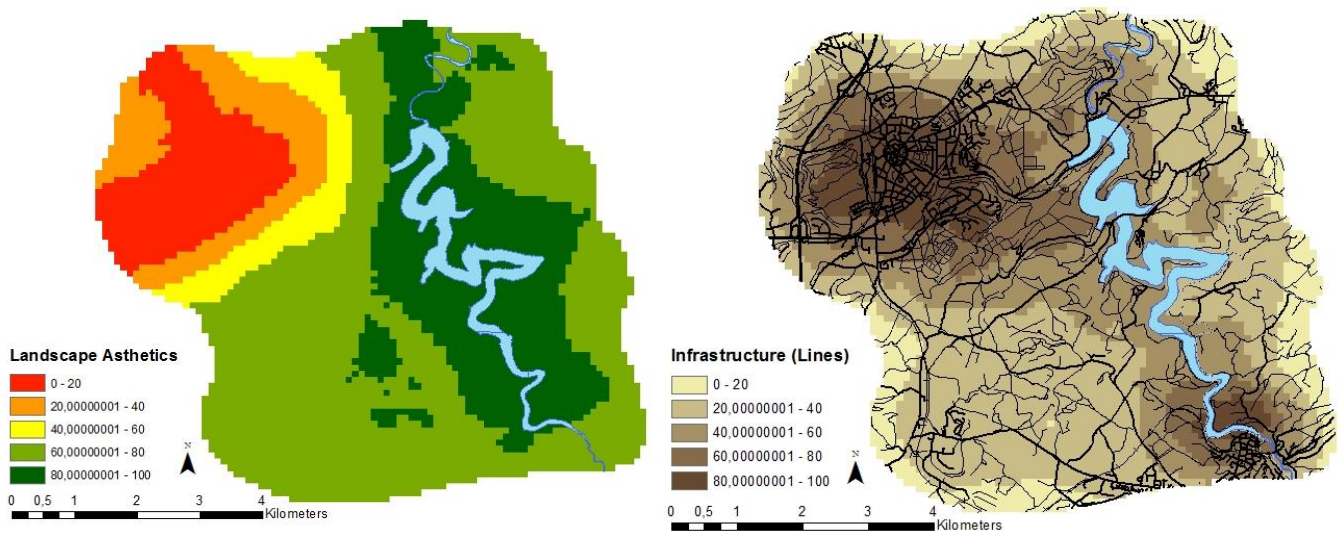 Landscape Asthetics
0 - 20
20,00000001 - 40
40,00000001 - 60
60,00000001 - 80
80,00000001 - 100
N
0 0,5 1 2 3 4
Kilometers
Infrastructure (Lines)
0 - 20
20,00000001 - 40
40,00000001 - 60
60,00000001 - 80
80,00000001 - 100
N
0 0,5 1 2 3 4
Kilometers